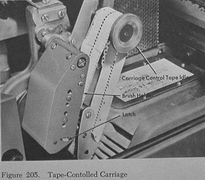 Carriage Control Tape Idler
Brush Holder
Latch
Figure 205. Tape-Contolled Carriage